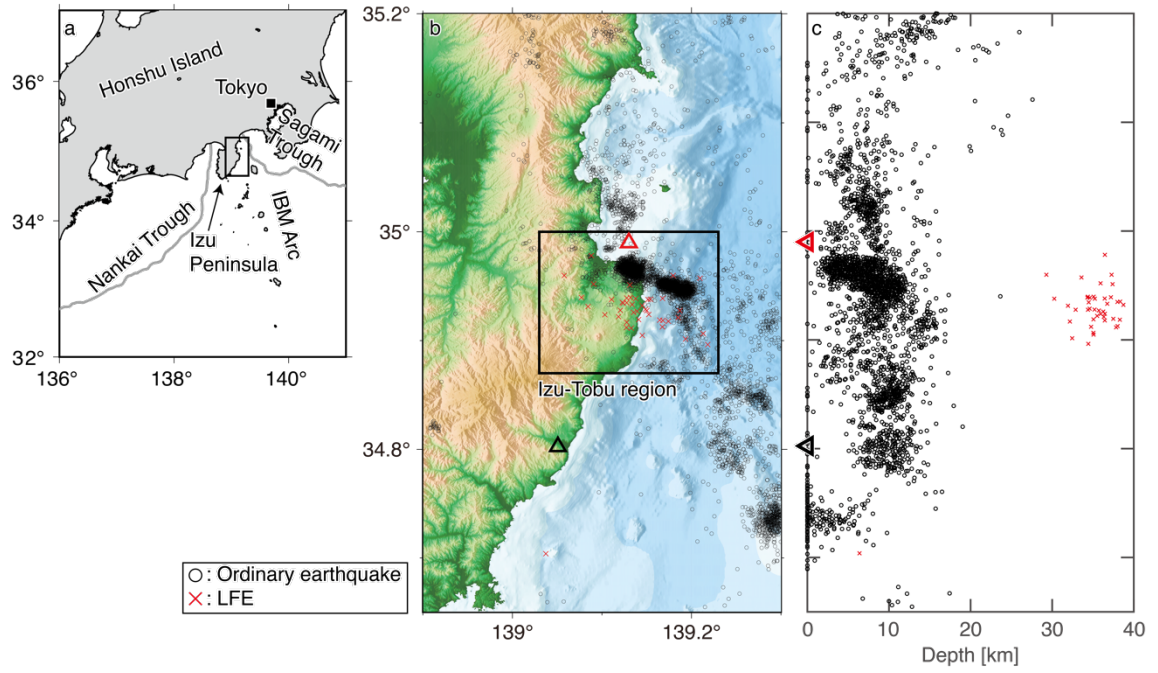 a
Honshu Island
Tokyo
Sagami
Trough
Nankai Trough
Izu
Peninsula
IBM Arc
36°
34°
32°
136°
138°
140°
○ : Ordinary earthquake
× : LFE
b
35.2°
35°
34.8°
139°
139.2°
Izu-Tobu region
c
0
10
20
30
40
Depth [km]